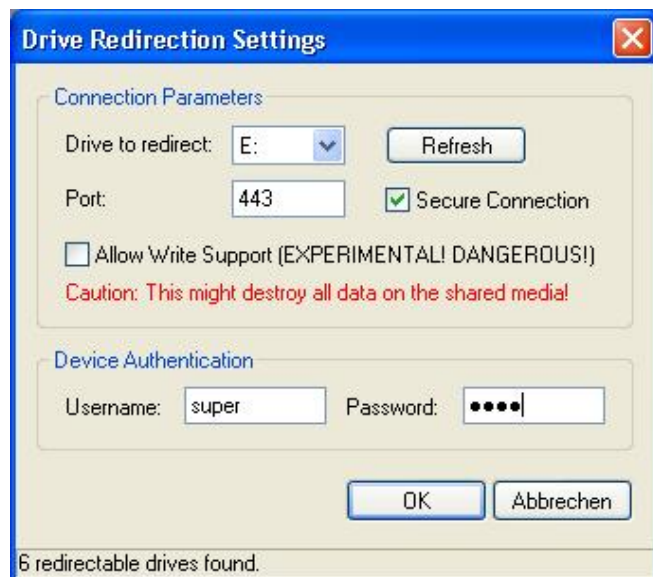 Drive Redirection Settings
Connection Parameters
Drive to redirect: E: Refresh
Port: 443 Secure Connection
Allow Write Support (EXPERIMENTAL! DANGEROUS!)
Caution: This might destroy all data on the shared media!
Device Authentication
Username: super Password: ••••
OK Abbrechen
6 redirectable drives found.